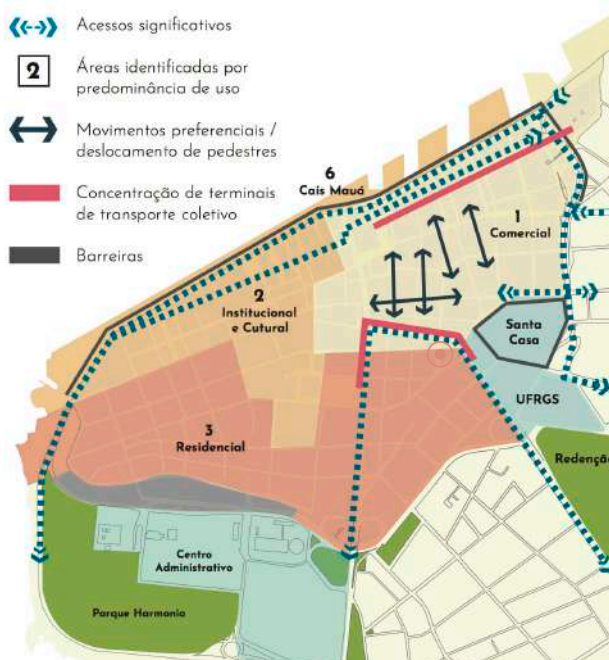 Acessos significativos
2
Áreas identificadas por
predominância de uso
Movimentos preferenciais /
deslocamento de pedestres
Concentração de terminais
de transporte coletivo
Barreiras
6
Cais Mauá
1
Comercial
2
Institucional
e Cutural
Santa
Casa
UFRGS
3
Residencial
Redenção
Centro
Administrativo
Parque Harmonia